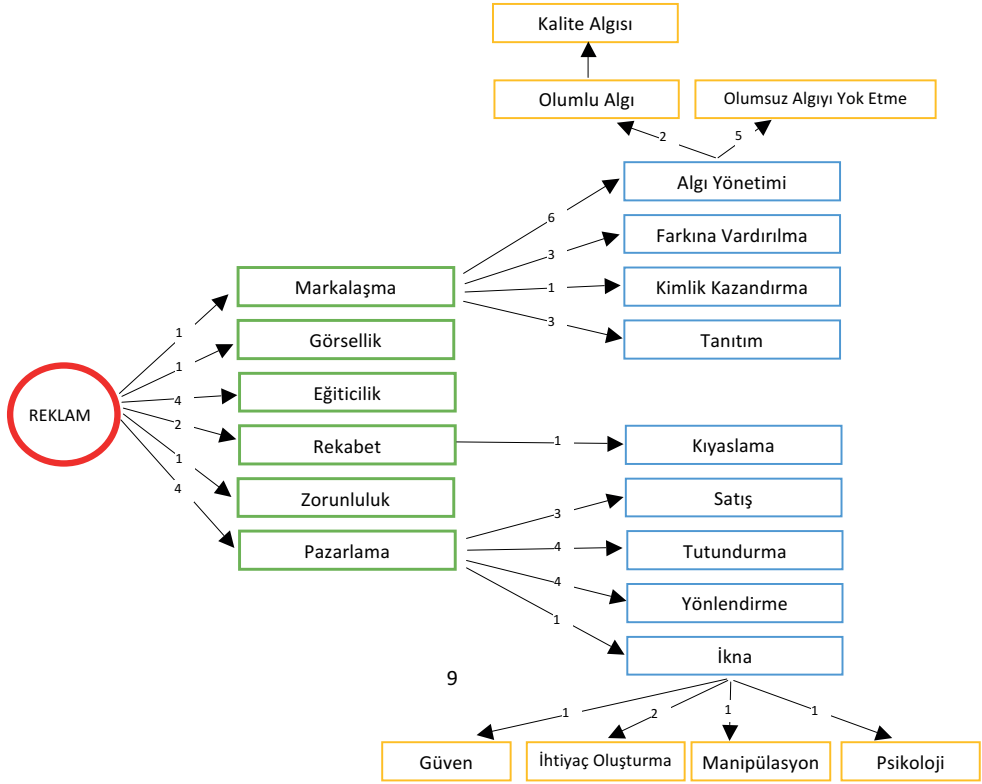 Kalite Algısı
Olumlu Algı
Olumsuz Algıyı Yok Etme
2
5
Algı Yönetimi
6
Farkına Vardırılma
3
Markalaşma
1
Kimlik Kazandırma
3
Tanıtım
1
Görsellik
1
Eğiticilik
4
REKLAM
2
Rekabet
1
Kıyaslama
1
Zorunluluk
4
Pazarlama
3
Satış
4
Tutundurma
4
Yönlendirme
1
İkna
9
1
2
1
1
Güven
İhtiyaç Oluşturma
Manipülasyon
Psikoloji